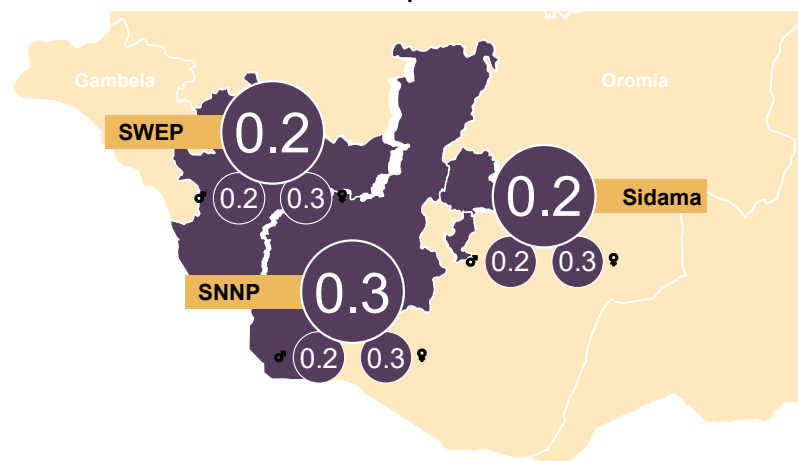 Gambela
Oromia
SWEP
0.2
♂ 0.2 0.3 ♀
0.2
Sidama
♂ 0.2 0.3 ♀
SNNP
0.3
♂ 0.2 0.3 ♀